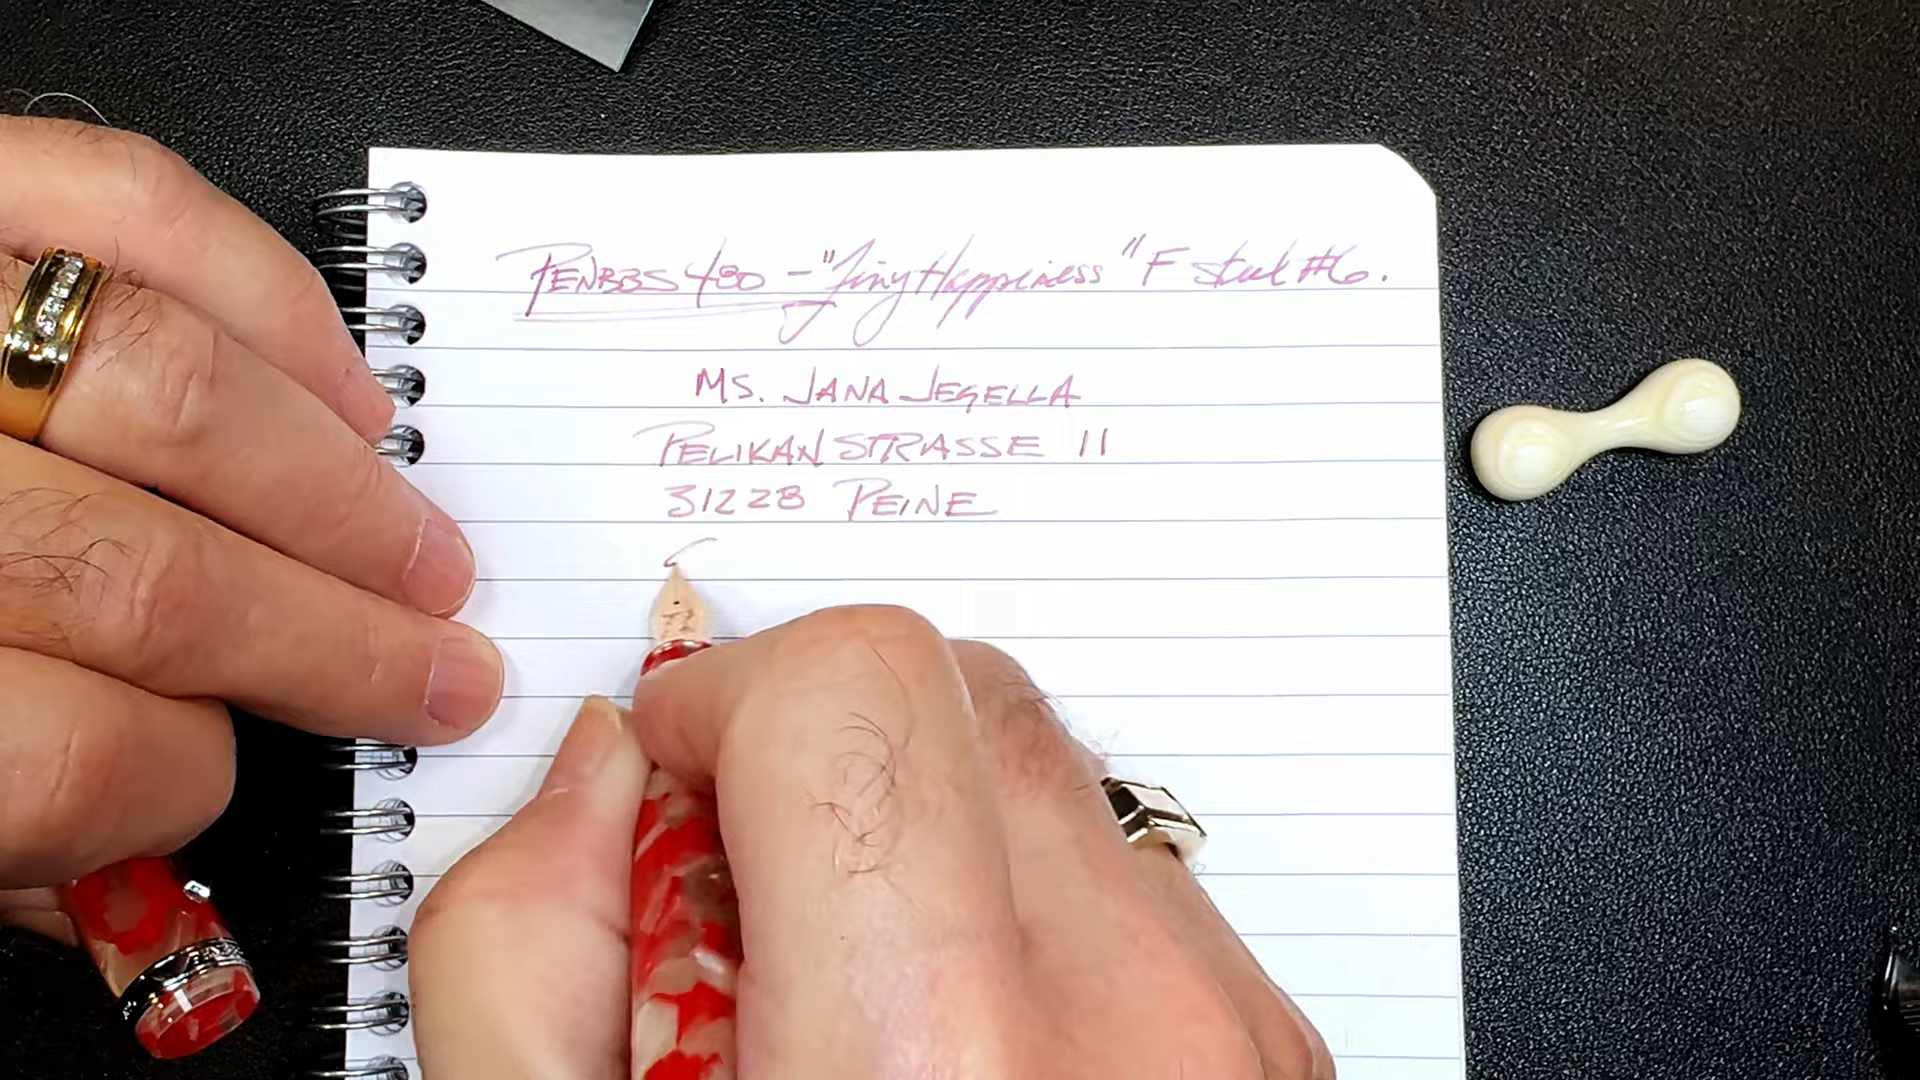 PENBBS 480 - "Tiny Happiness" F Steel #6.
MS. JANA JEGELLA
PELIKANSTRASSE 11
31228 PEINE